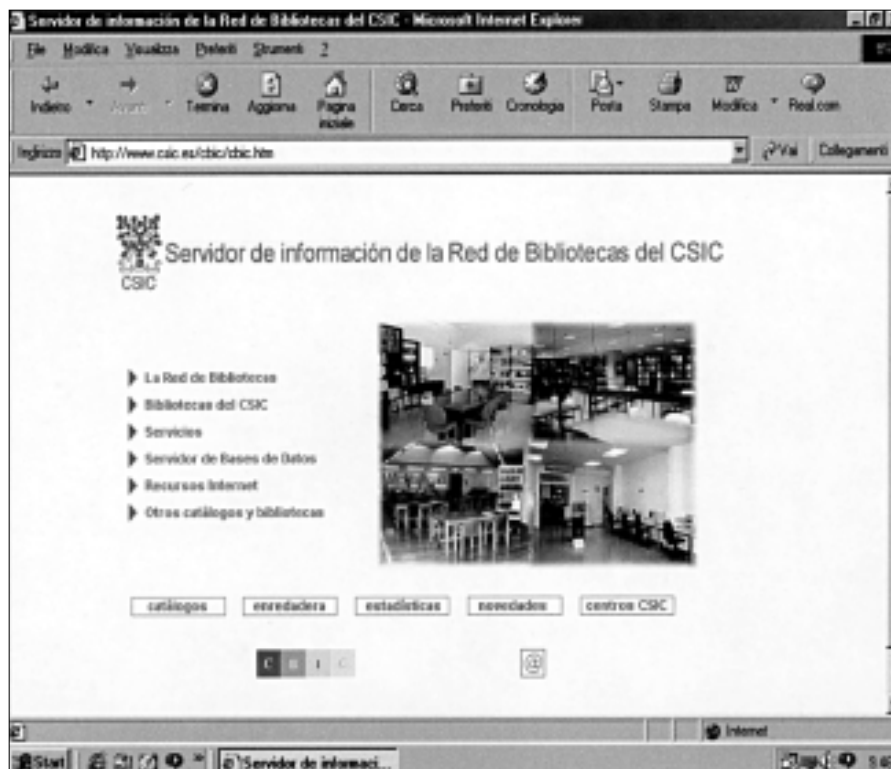 Servidor de información de la Red de Bibliotecas del CSIC - Microsoft Internet Explorer
File Modifica Visualizza Preferiti Strumenti ?
Indietro Avanti Termina Aggiorna Pagina iniziale Cerca Preferiti Cronologia Posta Stampa Modifica Real.com
Indirizzo http://www.csic.es/cbic/cbic.htm Vai Collegamenti
CSIC
Servidor de información de la Red de Bibliotecas del CSIC
La Red de Bibliotecas
Bibliotecas del CSIC
Servicios
Servidor de Bases de Datos
Recursos Internet
Otros catálogos y bibliotecas
catálogos enredadera estadísticas novedades centros CSIC
C B I C @
Internet
Start Servidor de informaci...